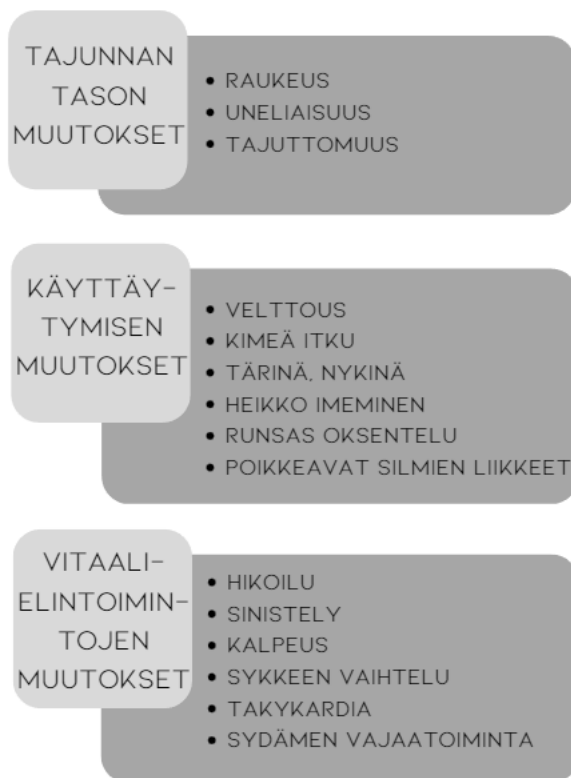 TAJUNNAN
TASON
MUUTOKSET
• RAUKEUS
• UNELIAISUUS
• TAJUTTOMUUS
KÄYTTÄY-
TYMISEN
MUUTOKSET
• VELTTOUS
• KIMEÄ ITKU
• TÄRINÄ, NYKINÄ
• HEIKKO IMEMINEN
• RUNSAS OKSENTELU
• POIKKEAVAT SILMIEN LIIKKEET
VITAALI-
ELINTOIMIN-
TOJEN
MUUTOKSET
• HIKOILU
• SINISTELY
• KALPEUS
• SYKKEEN VAIHTELU
• TAKYKARDIA
• SYDÄMEN VAJAATOIMINTA